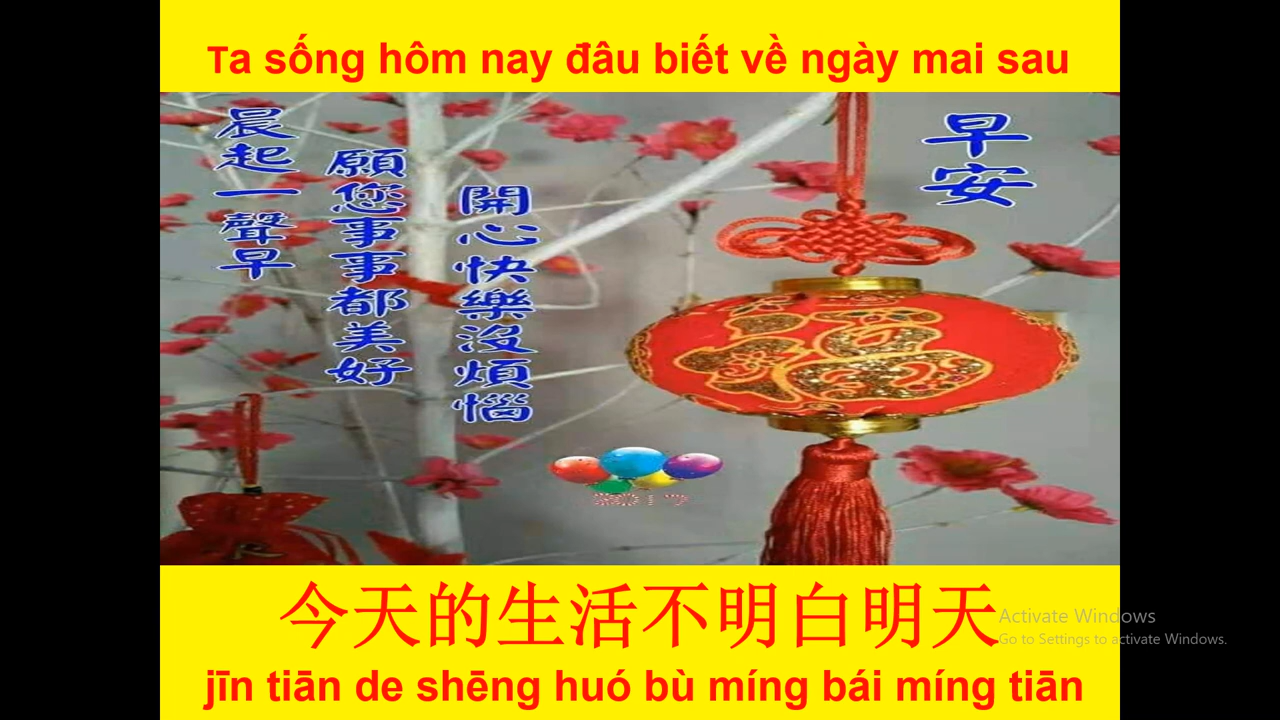 Ta sống hôm nay đâu biết về ngày mai sau
早安
晨起一聲早
願您事事都美好
開心快樂沒煩惱
福
2017
今天的生活不明白明天
Activate Windows
Go to Settings to activate Windows.
jīn tiān de shēng huó bù míng bái míng tiān